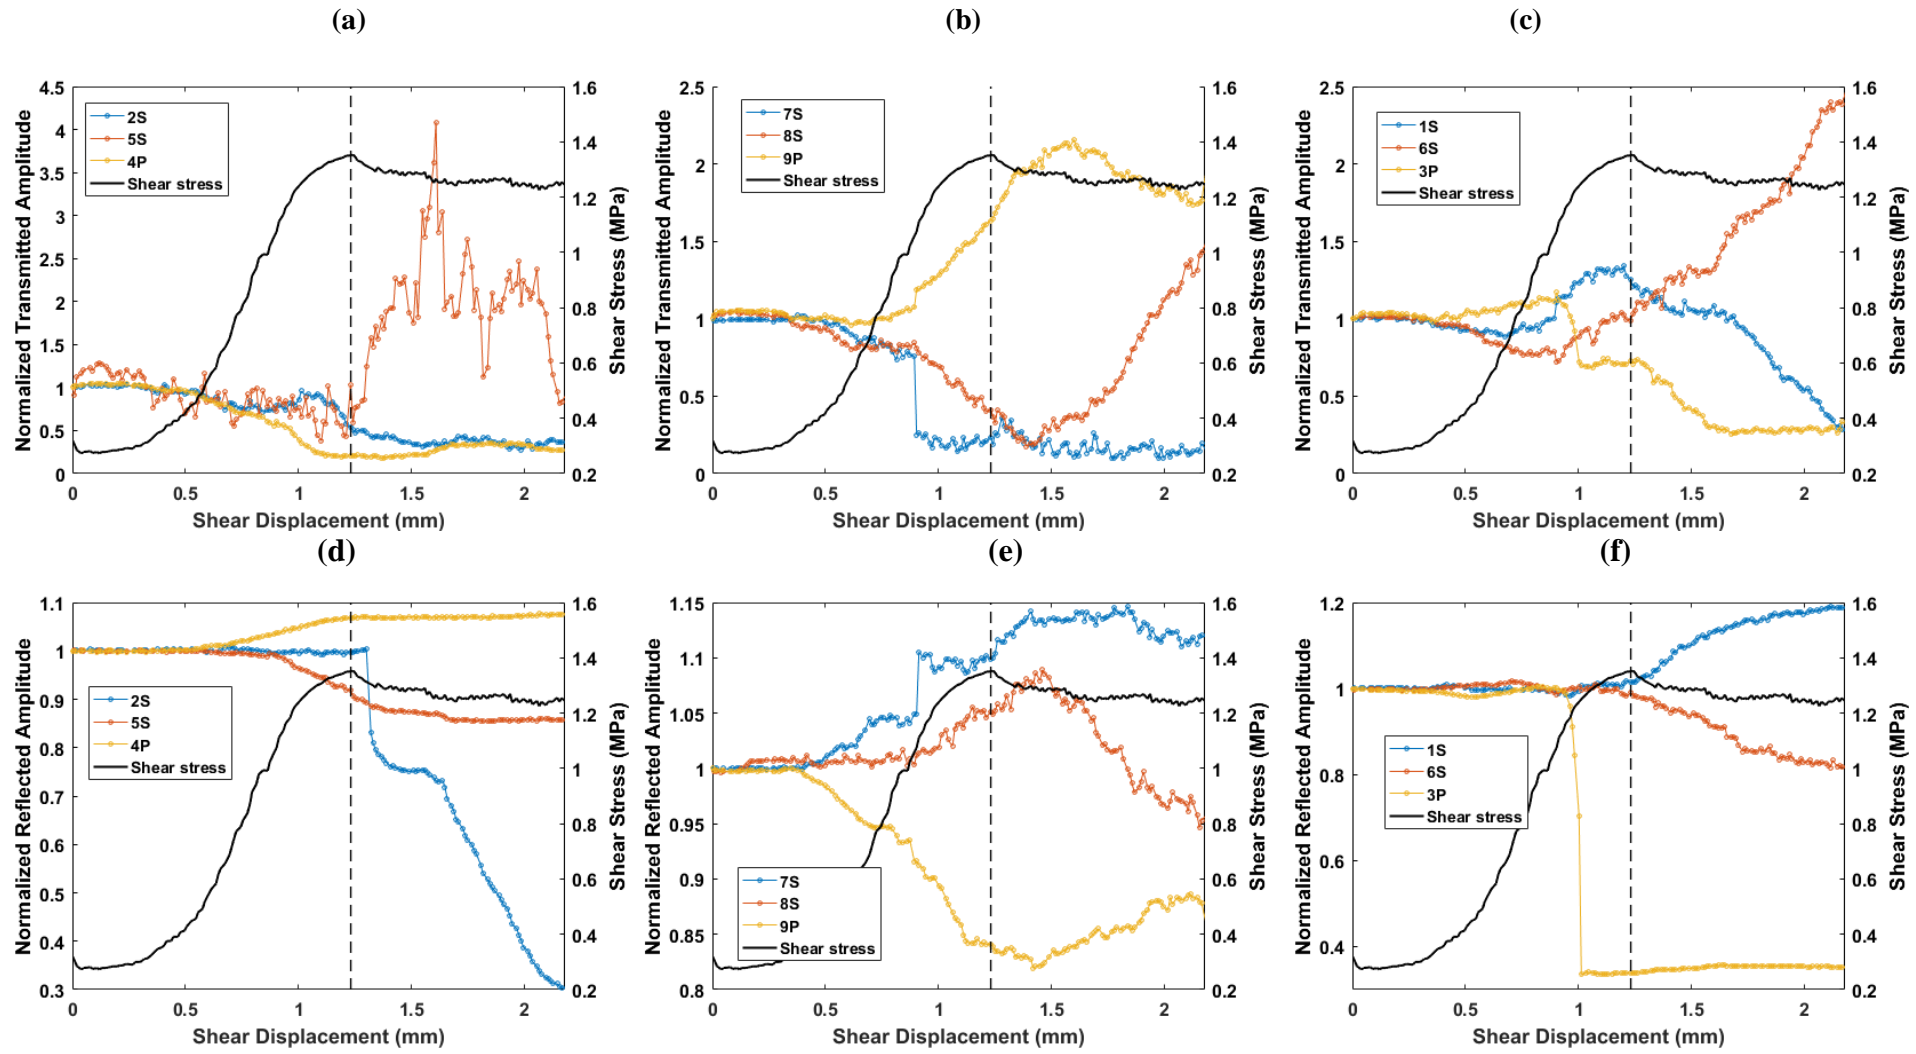 (a)
(b)
(c)
Normalized Transmitted Amplitude
4.5
4
3.5
3
2.5
2
1.5
1
0.5
0
2S
5S
4P
Shear stress
1.6
1.4
1.2
1
0.8
0.6
0.4
0.2
Shear Stress (MPa)
0 0.5 1 1.5 2
Shear Displacement (mm)
Normalized Transmitted Amplitude
2.5
2
1.5
1
0.5
0
7S
8S
9P
Shear stress
1.6
1.4
1.2
1
0.8
0.6
0.4
0.2
Shear Stress (MPa)
0 0.5 1 1.5 2
Shear Displacement (mm)
Normalized Transmitted Amplitude
2.5
2
1.5
1
0.5
0
1S
6S
3P
Shear stress
1.6
1.4
1.2
1
0.8
0.6
0.4
0.2
Shear Stress (MPa)
0 0.5 1 1.5 2
Shear Displacement (mm)
(d)
(e)
(f)
Normalized Reflected Amplitude
1.1
1
0.9
0.8
0.7
0.6
0.5
0.4
0.3
2S
5S
4P
Shear stress
1.6
1.4
1.2
1
0.8
0.6
0.4
0.2
Shear Stress (MPa)
0 0.5 1 1.5 2
Shear Displacement (mm)
Normalized Reflected Amplitude
1.15
1.1
1.05
1
0.95
0.9
0.85
0.8
7S
8S
9P
Shear stress
1.6
1.4
1.2
1
0.8
0.6
0.4
0.2
Shear Stress (MPa)
0 0.5 1 1.5 2
Shear Displacement (mm)
Normalized Reflected Amplitude
1.2
1
0.8
0.6
0.4
1S
6S
3P
Shear stress
1.6
1.4
1.2
1
0.8
0.6
0.4
0.2
Shear Stress (MPa)
0 0.5 1 1.5 2
Shear Displacement (mm)